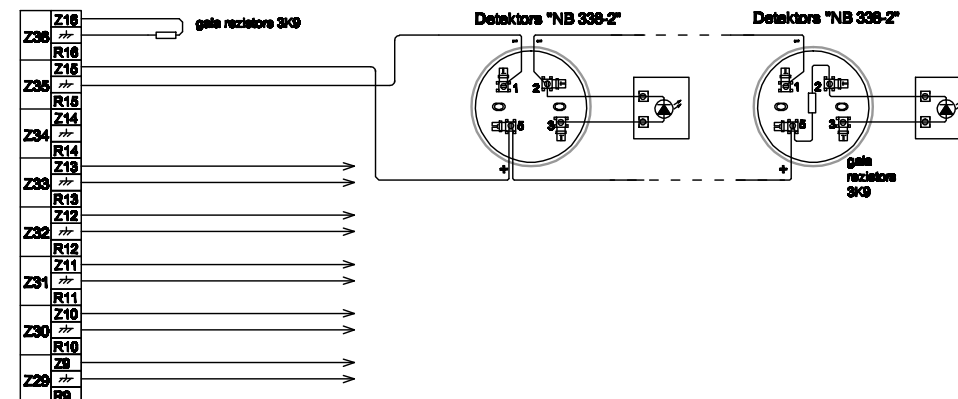 Z16
gala rezistors 3K9
Z36
R16
Z15
Z35
R15
Z14
Z34
R14
Z13
Z33
R13
Z12
Z32
R12
Z11
Z31
R11
Z10
Z30
R10
Z9
Z29
R9
Detektors "NB 338-2"
-
-
1
2
5
3
+
Detektors "NB 338-2"
-
1
2
5
3
+
gala
rezistors
3K9